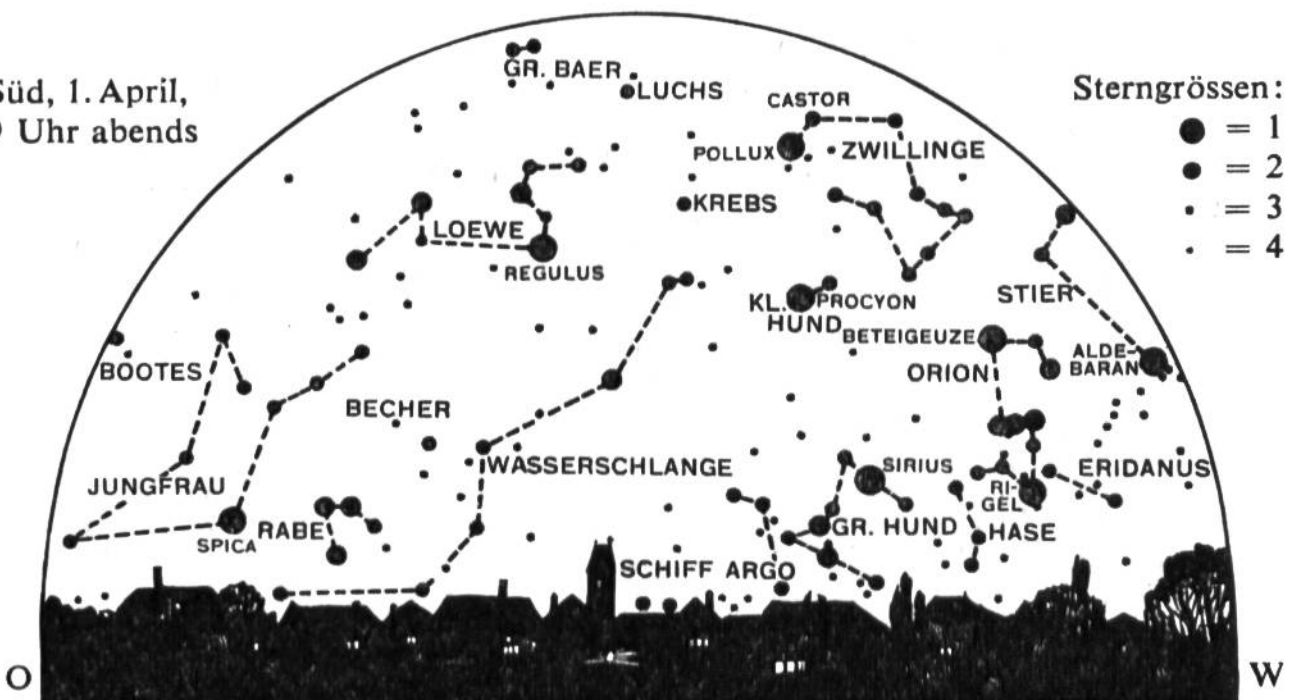 Süd, 1. April,
Uhr abends
Sterngrössen:
= 1
= 2
= 3
= 4
GR. BAER
LUCHS
CASTOR
POLLUX
ZWILLINGE
KREBS
LOEWE
REGULUS
STIER
KL. HUND
PROCYON
BETEIGEUZE
ORION
ALDE-
BARAN
BOOTES
BECHER
WASSERSCHLANGE
SIRIUS
ERIDANUS
JUNGFRAU
SPICA
RABE
RI-
GEL
GR. HUND
HASE
SCHIFF ARGO
O
W